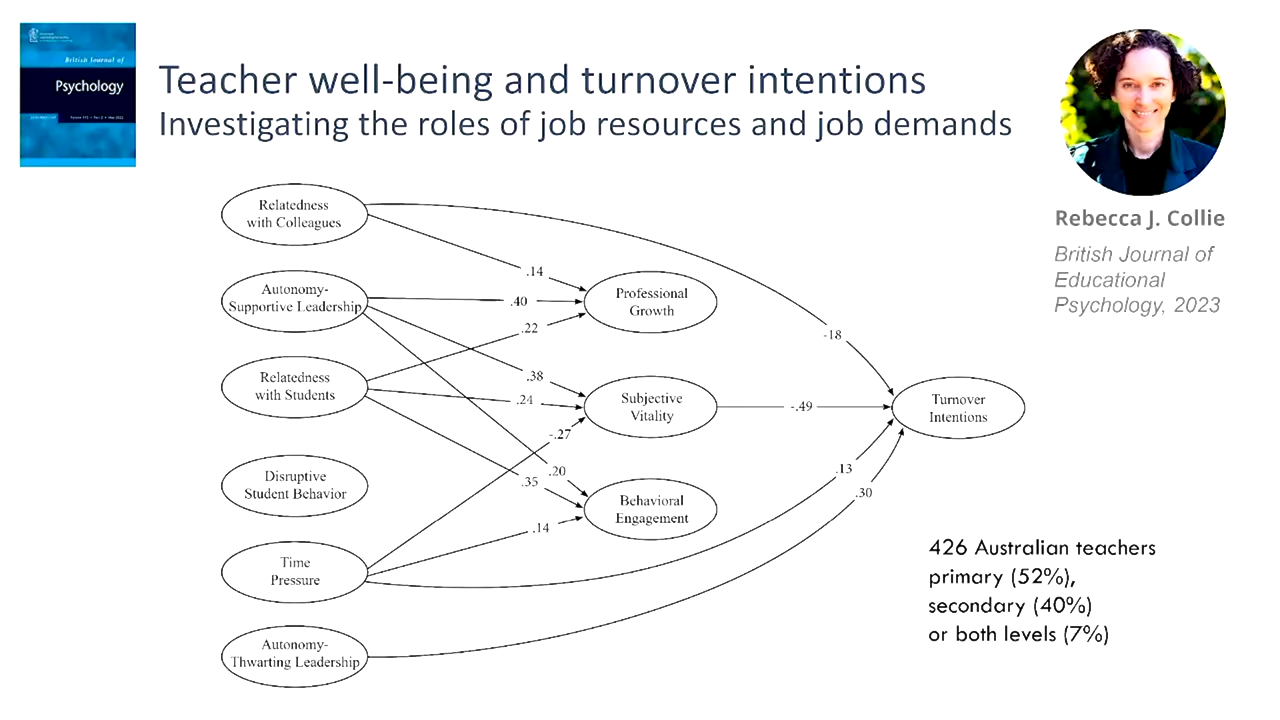 British Journal of
Psychology
Teacher well-being and turnover intentions
Investigating the roles of job resources and job demands
Rebecca J. Collie
British Journal of
Educational
Psychology, 2023
Relatedness
with Colleagues
Autonomy-
Supportive Leadership
Relatedness
with Students
Disruptive
Student Behavior
Time
Pressure
Autonomy-
Thwarting Leadership
.14
.40
.22
.38
.24
-.27
.20
.35
.14
Professional
Growth
Subjective
Vitality
Behavioral
Engagement
-18
-.49
.13
.30
Turnover
Intentions
426 Australian teachers
primary (52%),
secondary (40%)
or both levels (7%)